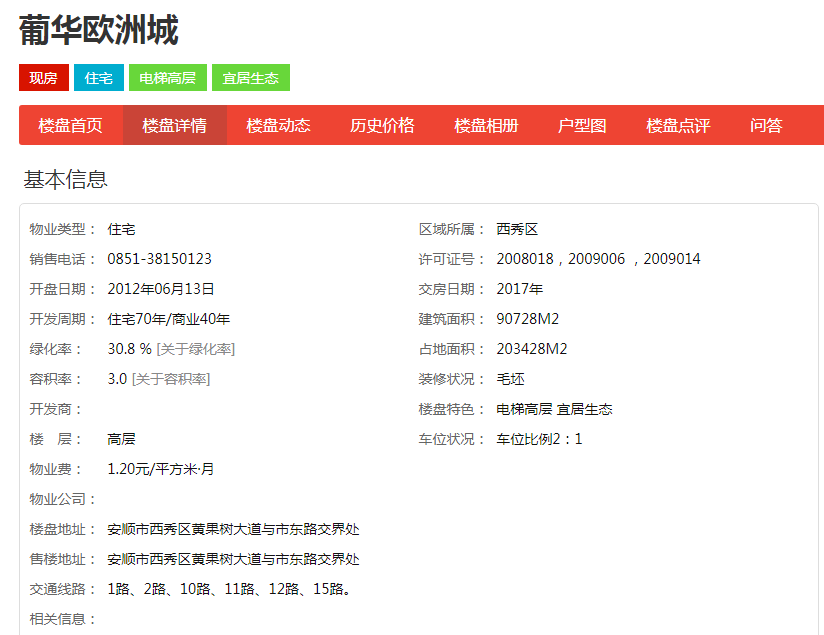 葡华欧洲城
现房 住宅 电梯高层 宜居生态
楼盘首页 楼盘详情 楼盘动态 历史价格 楼盘相册 户型图 楼盘点评 问答
基本信息
物业类型： 住宅 区域所属： 西秀区
销售电话： 0851-38150123 许可证号： 2008018，2009006 ，2009014
开盘日期： 2012年06月13日 交房日期： 2017年
开发周期： 住宅70年/商业40年 建筑面积： 90728M2
绿化率： 30.8 % [关于绿化率] 占地面积： 203428M2
容积率： 3.0 [关于容积率] 装修状况： 毛坯
开发商： 楼盘特色： 电梯高层 宜居生态
楼 层： 高层 车位状况： 车位比例2：1
物业费： 1.20元/平方米·月
物业公司：
楼盘地址： 安顺市西秀区黄果树大道与市东路交界处
售楼地址： 安顺市西秀区黄果树大道与市东路交界处
交通线路： 1路、2路、10路、11路、12路、15路。
相关信息：